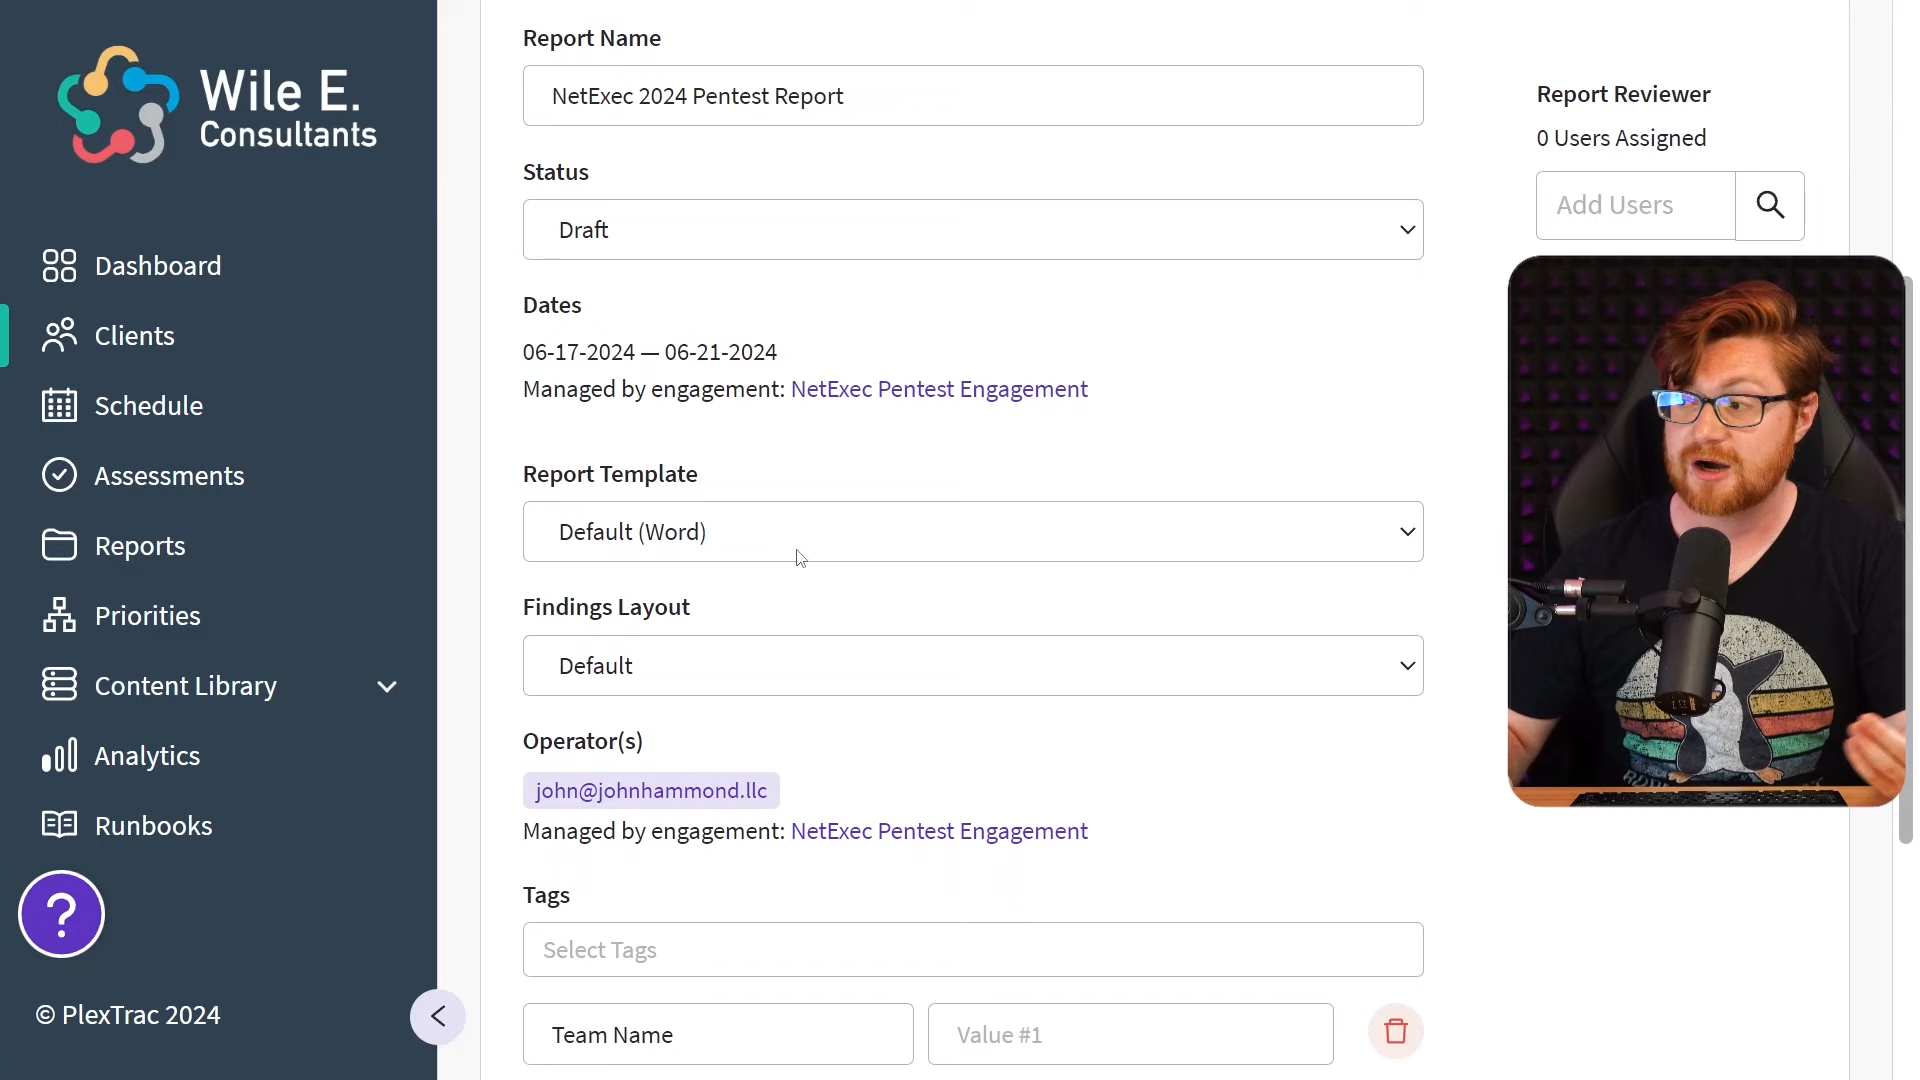 Wile E.
Consultants
Dashboard
Clients
Schedule
Assessments
Reports
Priorities
Content Library
Analytics
Runbooks
?
© PlexTrac 2024
Report Name
NetExec 2024 Pentest Report
Status
Draft
Dates
06-17-2024 — 06-21-2024
Managed by engagement: NetExec Pentest Engagement
Report Template
Default (Word)
Findings Layout
Default
Operator(s)
john@johnhammond.llc
Managed by engagement: NetExec Pentest Engagement
Tags
Select Tags
Team Name
Value #1
Report Reviewer
0 Users Assigned
Add Users